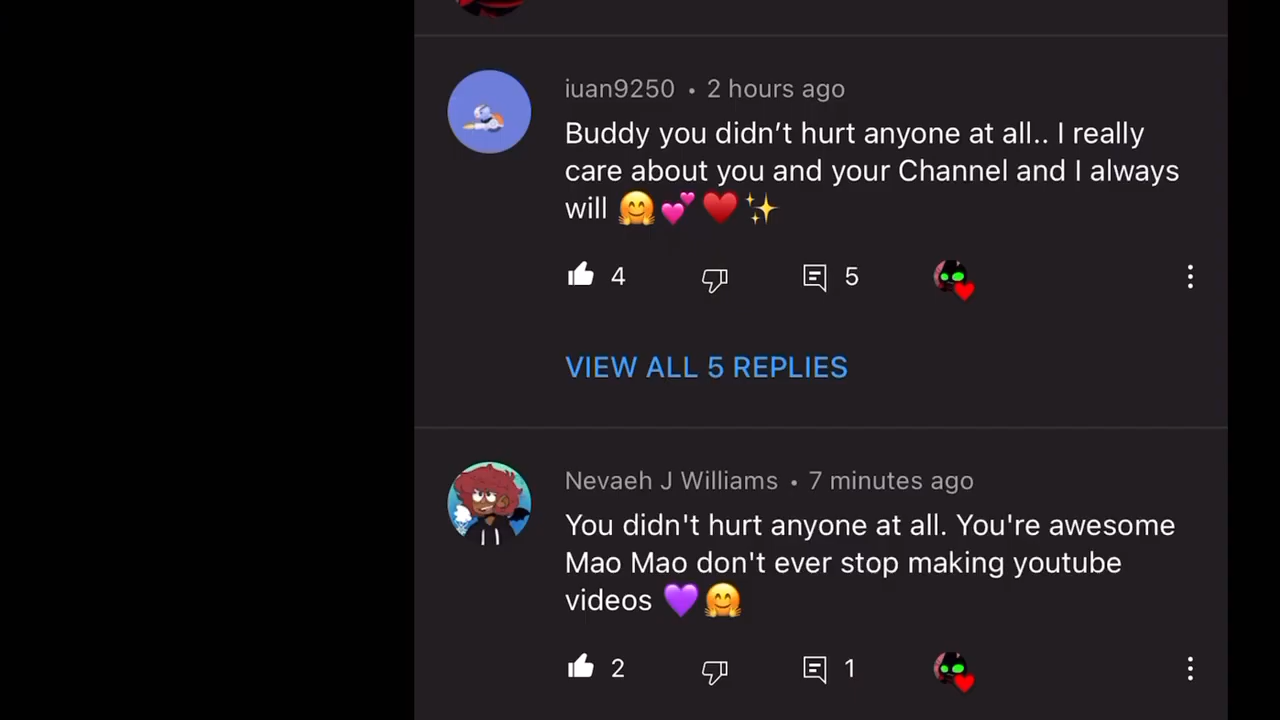 iuan9250 • 2 hours ago
Buddy you didn’t hurt anyone at all.. I really
care about you and your Channel and I always
will 🤗💕❤️✨
4 5
VIEW ALL 5 REPLIES
Nevaeh J Williams • 7 minutes ago
You didn't hurt anyone at all. You're awesome
Mao Mao don't ever stop making youtube
videos 💜🤗
2 1